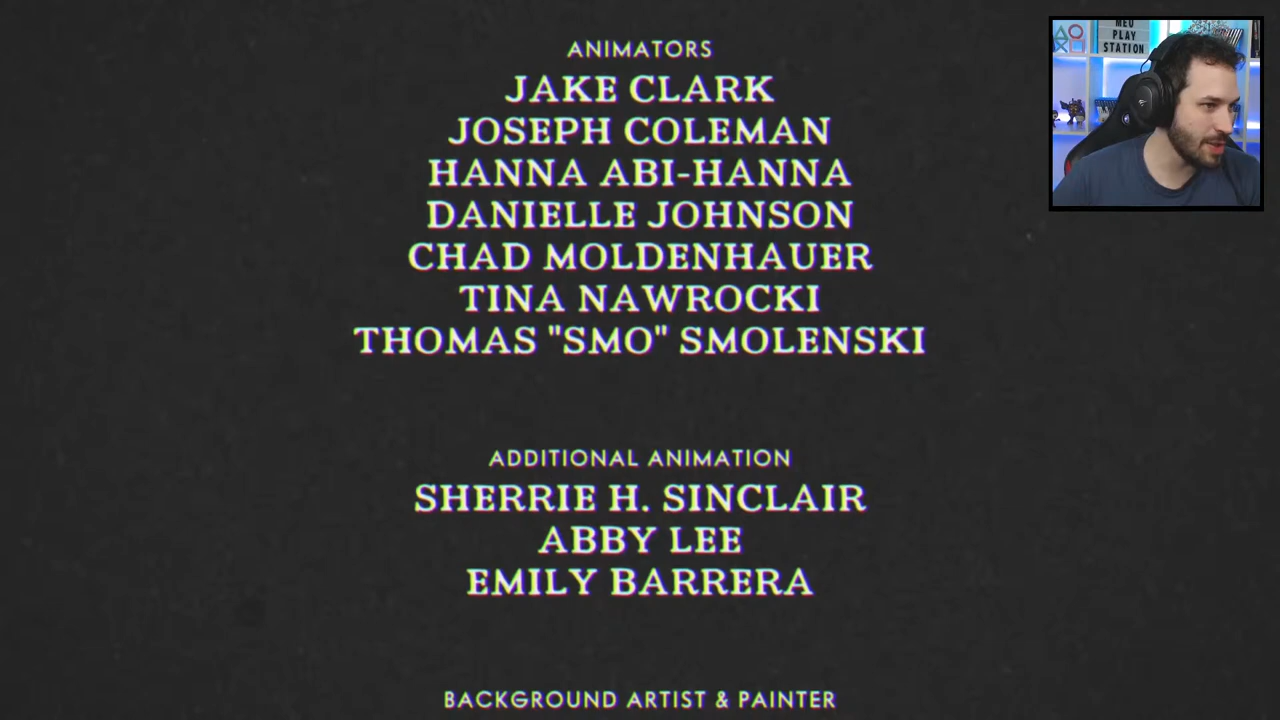 ANIMATORS
JAKE CLARK
JOSEPH COLEMAN
HANNA ABI-HANNA
DANIELLE JOHNSON
CHAD MOLDENHAUER
TINA NAWROCKI
THOMAS "SMO" SMOLENSKI
ADDITIONAL ANIMATION
SHERRIE H. SINCLAIR
ABBY LEE
EMILY BARRERA
BACKGROUND ARTIST & PAINTER
MEU
PLAY
STATION